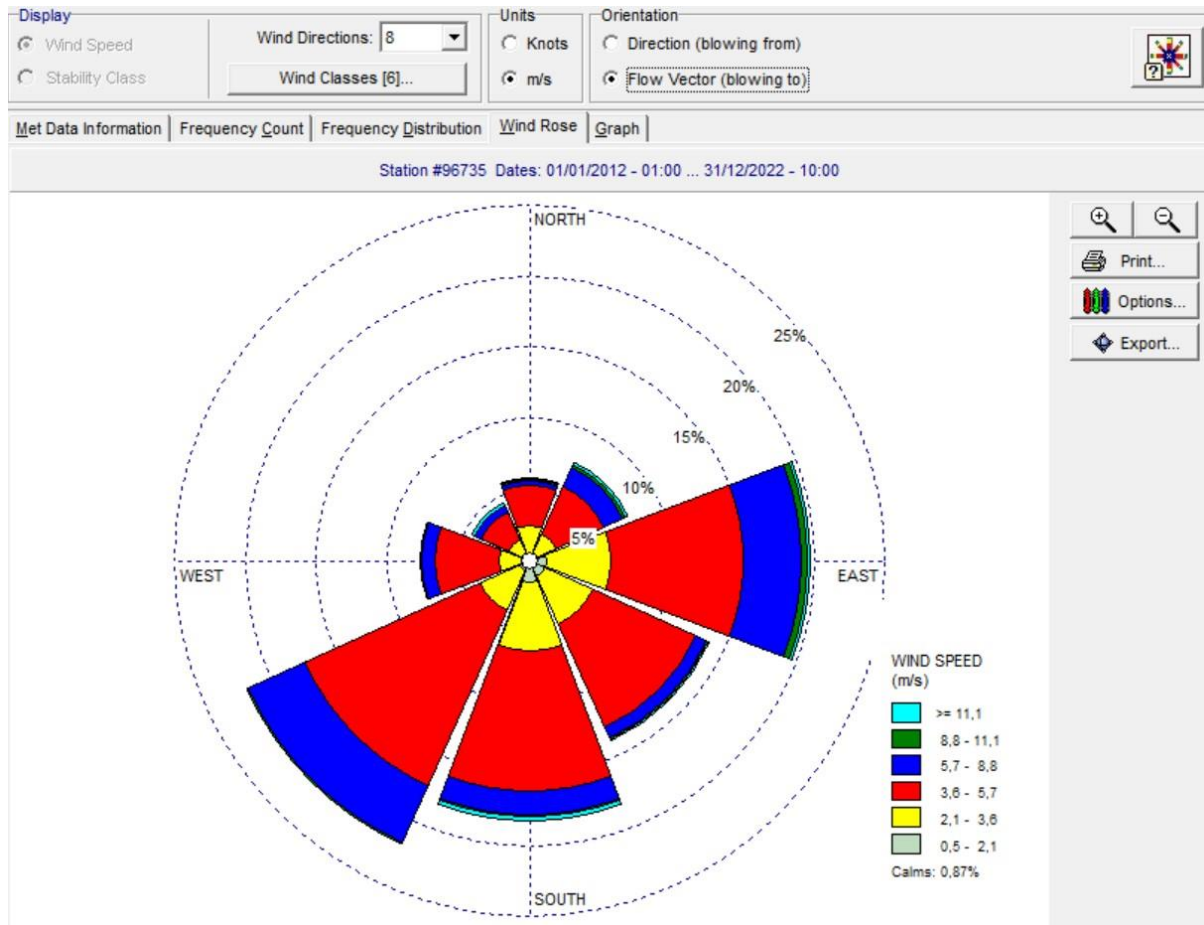 Display
Wind Speed
Stability Class
Wind Directions: 8
Wind Classes [6]...
Units
Knots
m/s
Orientation
Direction (blowing from)
Flow Vector (blowing to)
?
Met Data Information
Frequency Count
Frequency Distribution
Wind Rose
Graph
Station #96735 Dates: 01/01/2012 - 01:00 ... 31/12/2022 - 10:00
Print...
Options...
Export...
NORTH
25%
20%
15%
10%
5%
WEST
EAST
SOUTH
WIND SPEED
(m/s)
>= 11,1
8,8 - 11,1
5,7 - 8,8
3,6 - 5,7
2,1 - 3,6
0,5 - 2,1
Calms: 0,87%